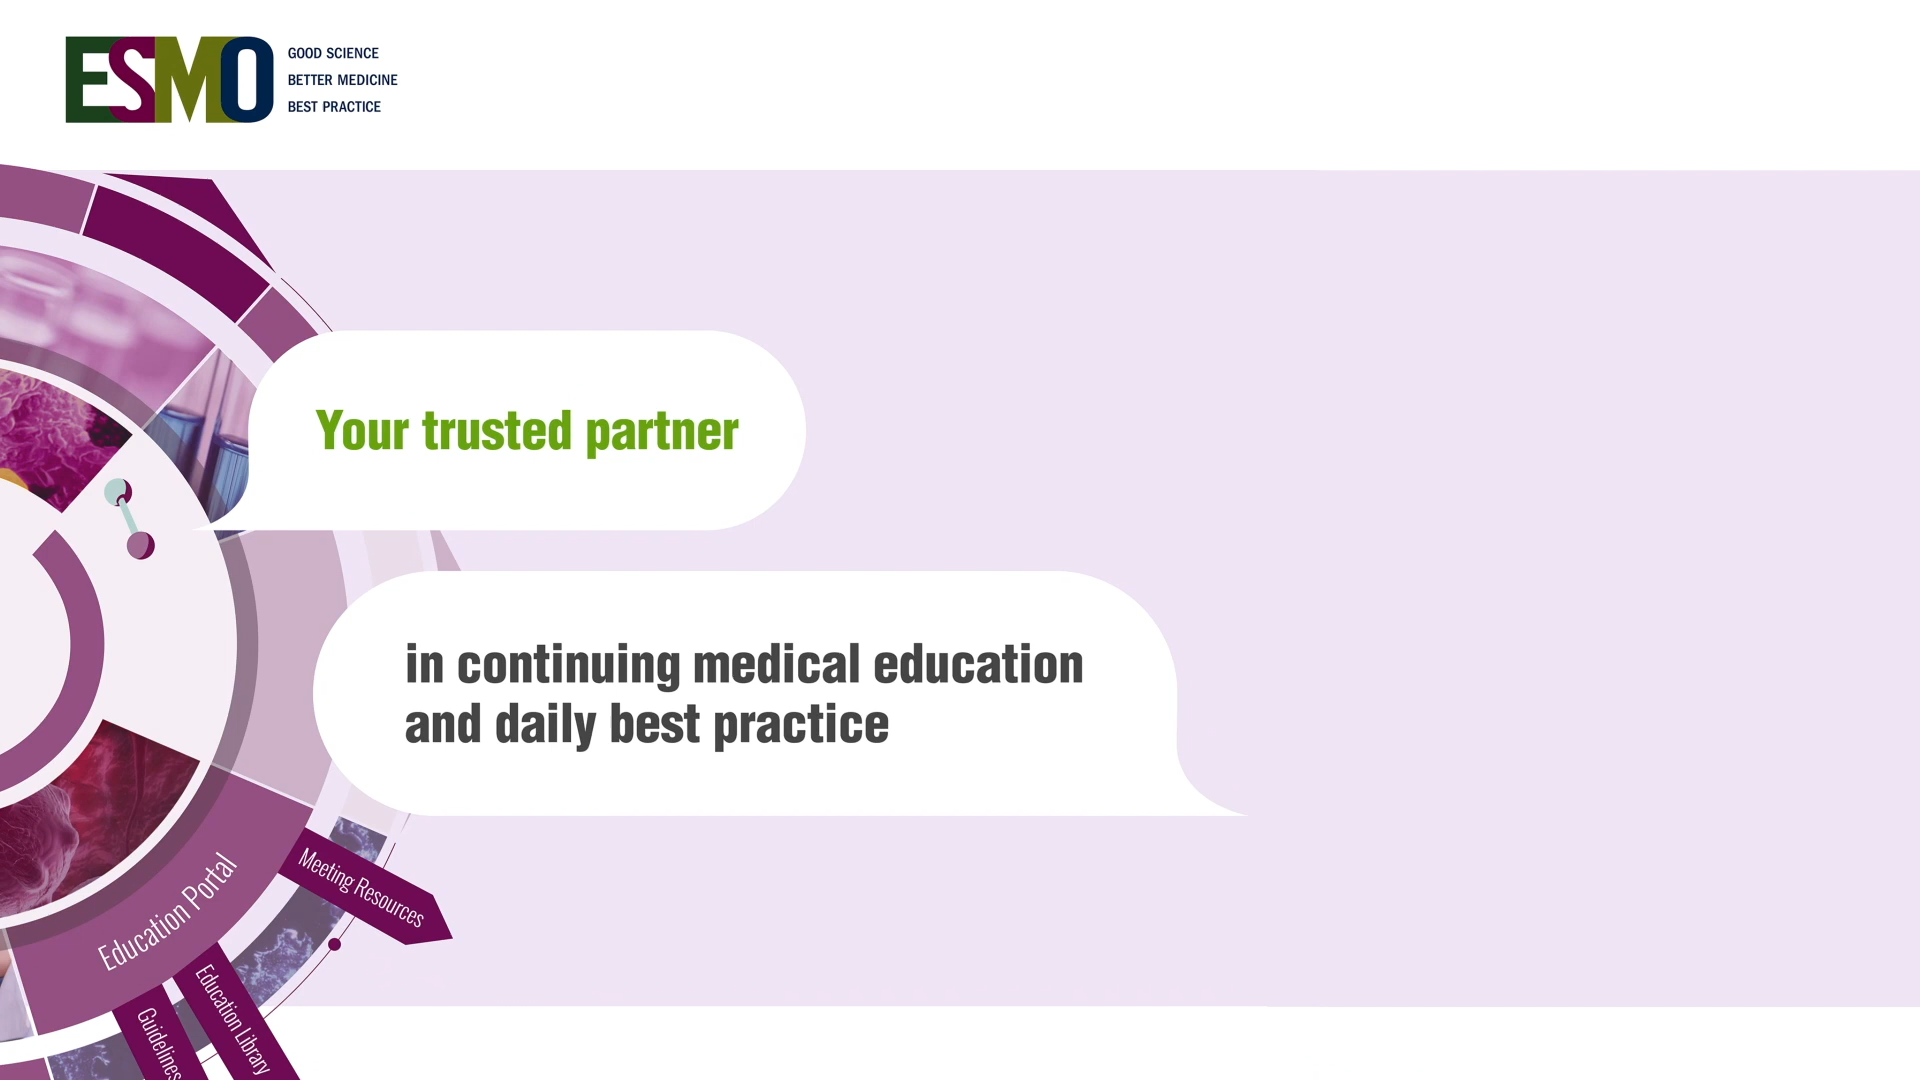 ESMO
GOOD SCIENCE
BETTER MEDICINE
BEST PRACTICE
Your trusted partner
in continuing medical education
and daily best practice
Meeting Resources
Education Portal
Education Library
Guidelines